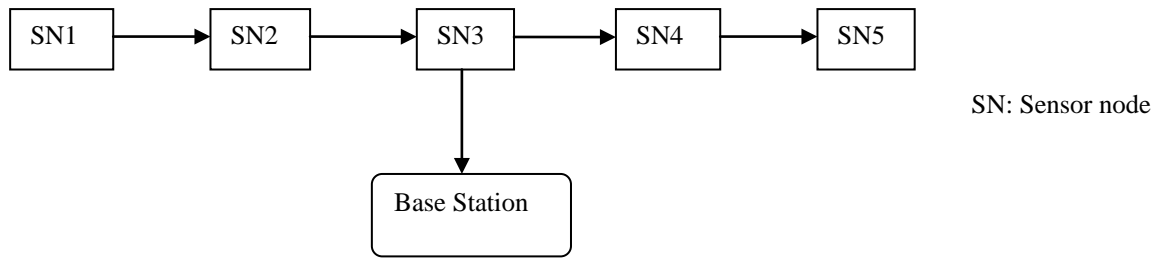 SN1
SN2
SN3
SN4
SN5
SN: Sensor node
Base Station